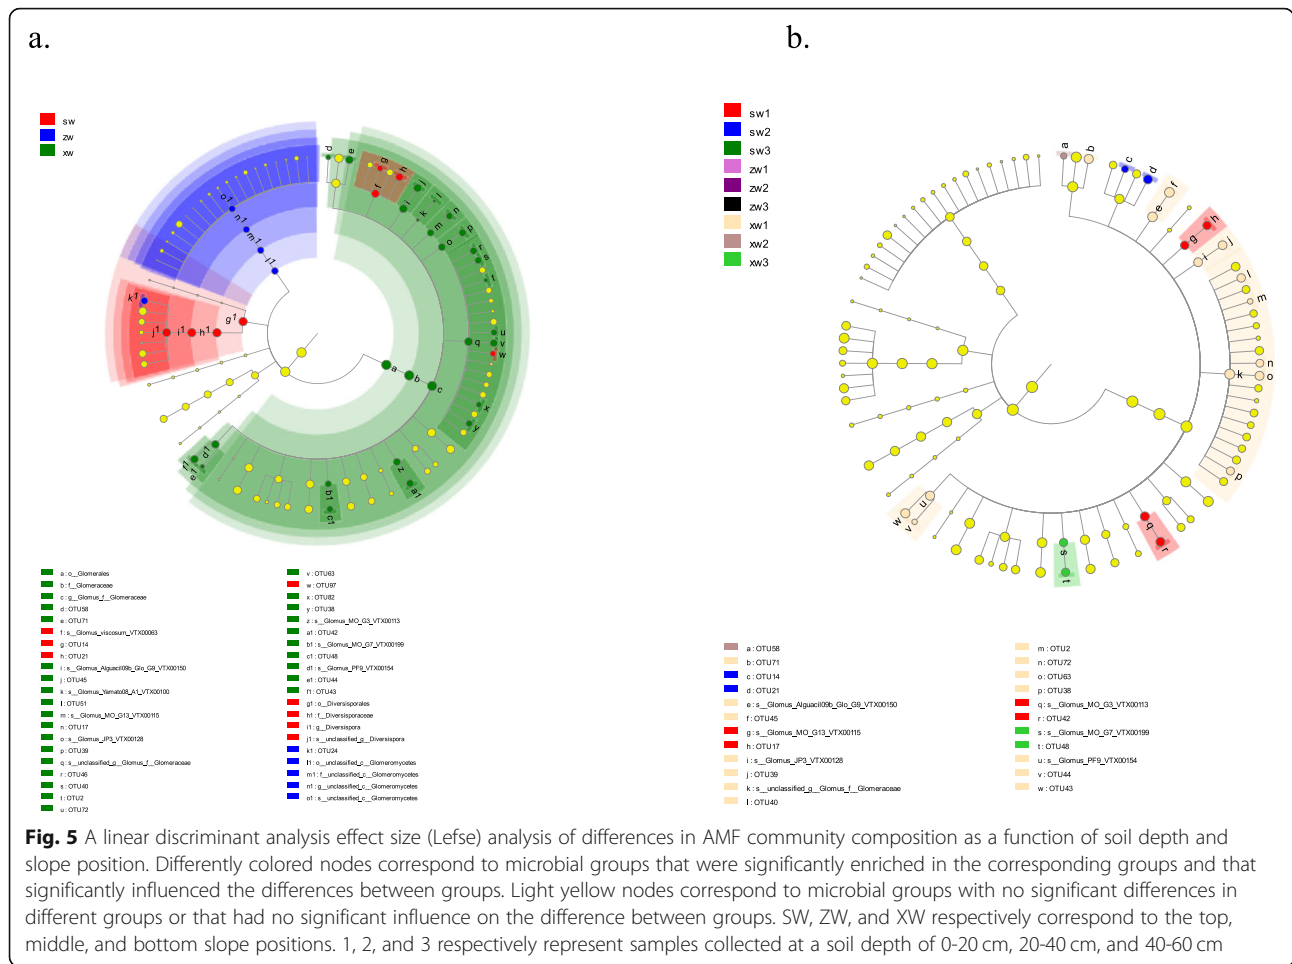 a.
b.
sw
zw
xw
sw1
sw2
sw3
zw1
zw2
zw3
xw1
xw2
xw3
a : o__Glomerales
b : f__Glomeraceae
c : g__Glomus_f__Glomeraceae
d : OTU58
e : OTU71
f : s__Glomus_viscosum_VTX00063
g : OTU14
h : OTU21
i : s__Glomus_Alguacil09b_Glo_G9_VTX00150
j : OTU45
k : s__Glomus_Yamato08_A1_VTX00100
l : OTU51
m : s__Glomus_MO_G13_VTX00115
n : OTU17
o : s__Glomus_JP3_VTX00128
p : OTU39
q : s__unclassified_g__Glomus_f__Glomeraceae
r : OTU46
s : OTU40
t : OTU2
u : OTU72
v : OTU63
w : OTU97
x : OTU82
y : OTU38
z : s__Glomus_MO_G3_VTX00113
a1 : OTU42
b1 : s__Glomus_MO_G7_VTX00199
c1 : OTU48
d1 : s__Glomus_PF9_VTX00154
e1 : OTU44
f1 : OTU43
g1 : o__Diversisporales
h1 : f__Diversisporaceae
i1 : g__Diversispora
j1 : s__unclassified_g__Diversispora
k1 : OTU24
l1 : o__unclassified_c__Glomeromycetes
m1 : f__unclassified_c__Glomeromycetes
n1 : g__unclassified_c__Glomeromycetes
o1 : s__unclassified_c__Glomeromycetes
a : OTU58
b : OTU71
c : OTU14
d : OTU21
e : s__Glomus_Alguacil09b_Glo_G9_VTX00150
f : OTU45
g : s__Glomus_MO_G13_VTX00115
h : OTU17
i : s__Glomus_JP3_VTX00128
j : OTU39
k : s__unclassified_g__Glomus_f__Glomeraceae
l : OTU40
m : OTU2
n : OTU72
o : OTU63
p : OTU38
q : s__Glomus_MO_G3_VTX00113
r : OTU42
s : s__Glomus_MO_G7_VTX00199
t : OTU48
u : s__Glomus_PF9_VTX00154
v : OTU44
w : OTU43
Fig. 5 A linear discriminant analysis effect size (Lefse) analysis of differences in AMF community composition as a function of soil depth and
slope position. Differently colored nodes correspond to microbial groups that were significantly enriched in the corresponding groups and that
significantly influenced the differences between groups. Light yellow nodes correspond to microbial groups with no significant differences in
different groups or that had no significant influence on the difference between groups. SW, ZW, and XW respectively correspond to the top,
middle, and bottom slope positions. 1, 2, and 3 respectively represent samples collected at a soil depth of 0-20 cm, 20-40 cm, and 40-60 cm